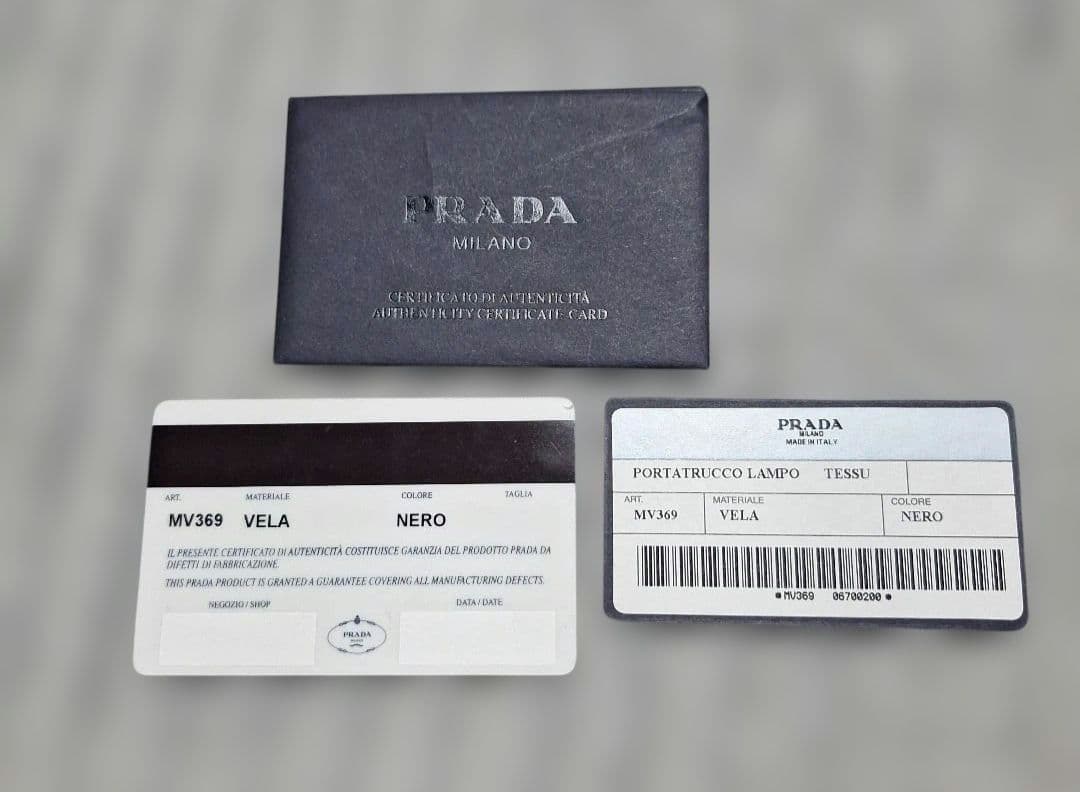 PRADA
MILANO
CERTIFICATO DI AUTENTICITÀ
AUTHENTICITY CERTIFICATE CARD
ART. MATERIALE COLORE TAGLIA
MV369 VELA NERO
IL PRESENTE CERTIFICATO DI AUTENTICITÀ COSTITUISCE GARANZIA DEL PRODOTTO PRADA DA
DIFETTI DI FABBRICAZIONE.
THIS PRADA PRODUCT IS GRANTED A GUARANTEE COVERING ALL MANUFACTURING DEFECTS.
NEGOZIO / SHOP DATA / DATE
PRADA
MILANO
PRADA
MILANO
MADE IN ITALY
PORTATRUCCO LAMPO TESSU
ART. MATERIALE COLORE
MV369 VELA NERO
*MV369 06700200*